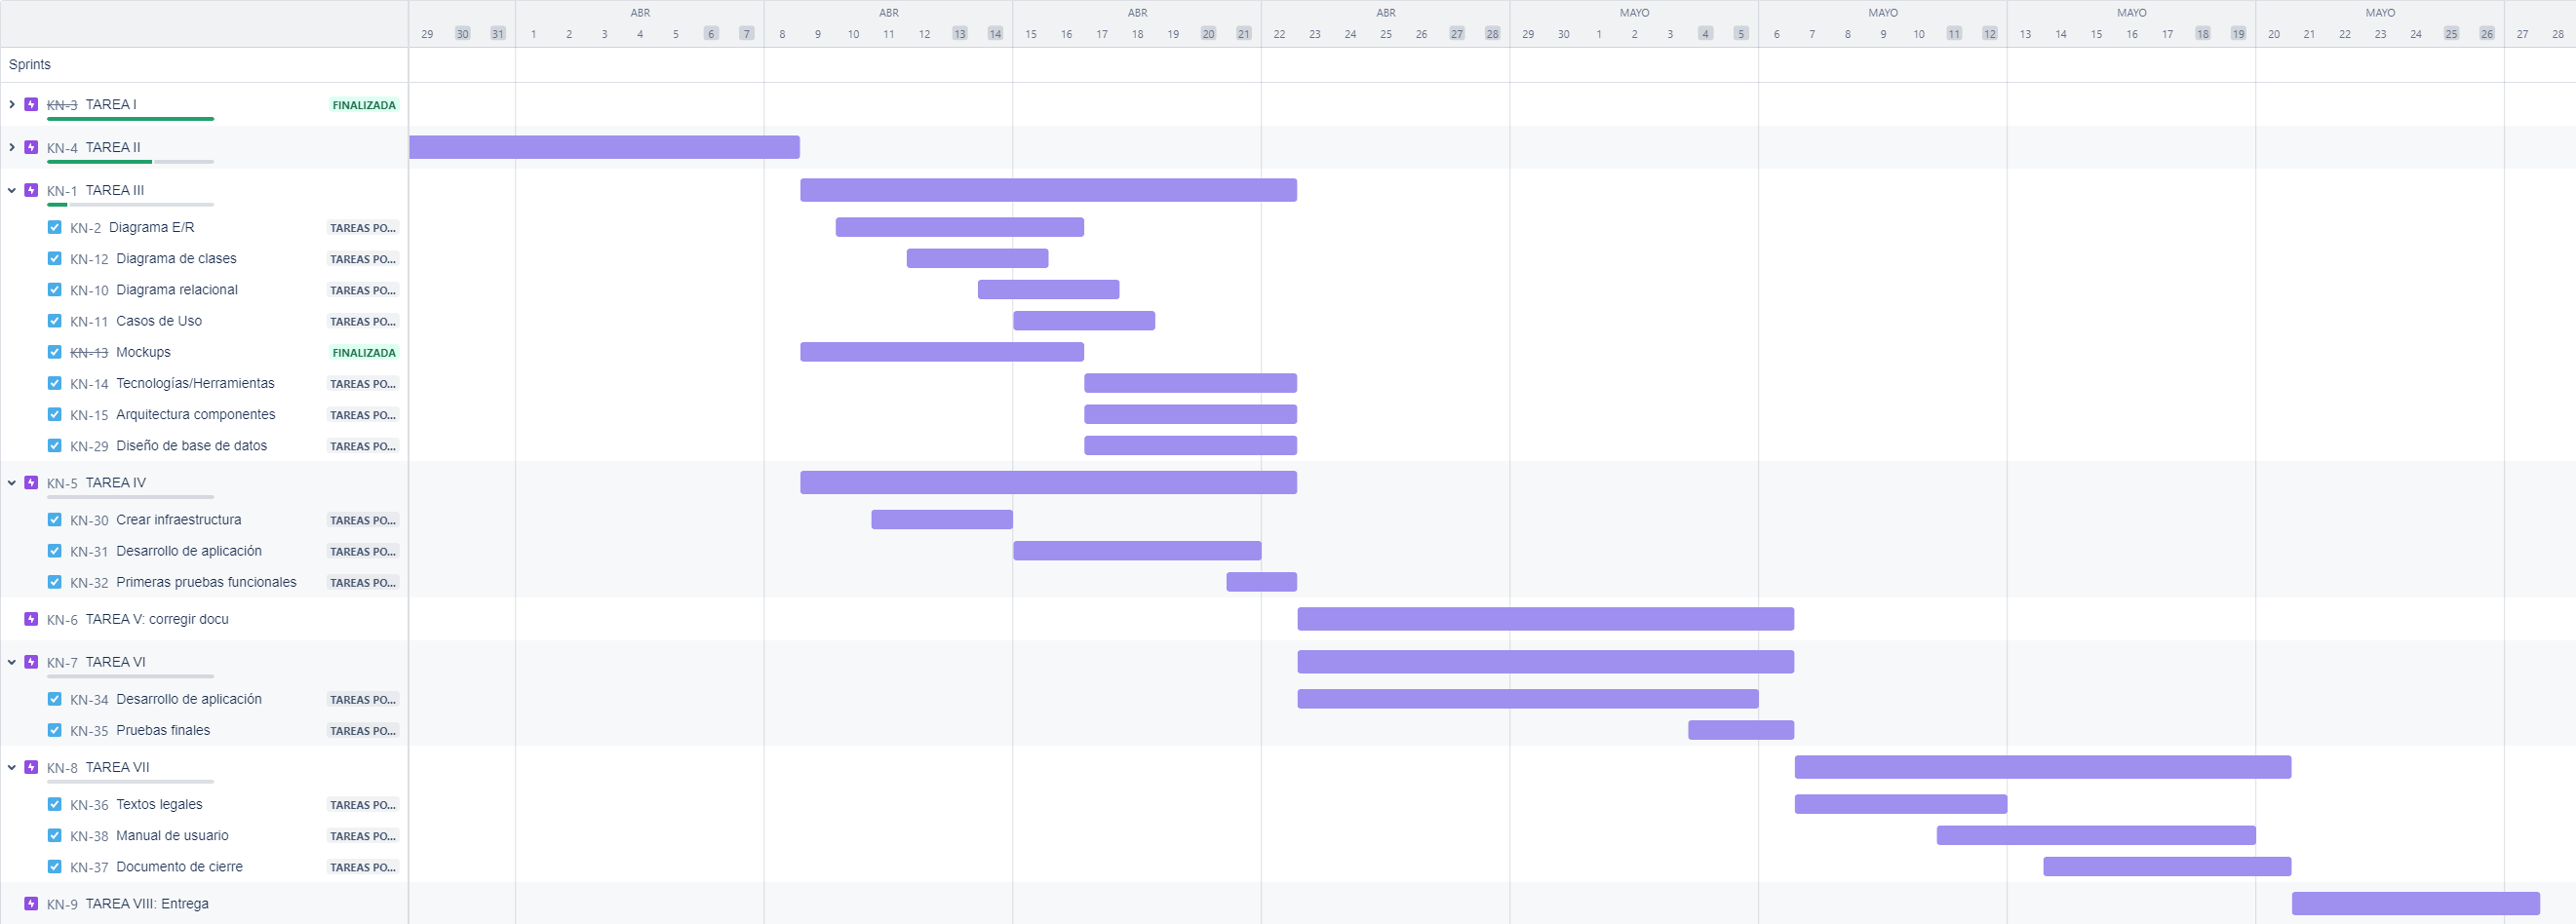 ABR ABR ABR ABR MAYO MAYO MAYO MAYO
29 30 31 1 2 3 4 5 6 7 8 9 10 11 12 13 14 15 16 17 18 19 20 21 22 23 24 25 26 27 28 29 30 1 2 3 4 5 6 7 8 9 10 11 12 13 14 15 16 17 18 19 20 21 22 23 24 25 26 27 28
Sprints
KN-3 TAREA I FINALIZADA
KN-4 TAREA II
KN-1 TAREA III
KN-2 Diagrama E/R TAREAS PO...
KN-12 Diagrama de clases TAREAS PO...
KN-10 Diagrama relacional TAREAS PO...
KN-11 Casos de Uso TAREAS PO...
KN-13 Mockups FINALIZADA
KN-14 Tecnologías/Herramientas TAREAS PO...
KN-15 Arquitectura componentes TAREAS PO...
KN-29 Diseño de base de datos TAREAS PO...
KN-5 TAREA IV
KN-30 Crear infraestructura TAREAS PO...
KN-31 Desarrollo de aplicación TAREAS PO...
KN-32 Primeras pruebas funcionales TAREAS PO...
KN-6 TAREA V: corregir docu
KN-7 TAREA VI
KN-34 Desarrollo de aplicación TAREAS PO...
KN-35 Pruebas finales TAREAS PO...
KN-8 TAREA VII
KN-36 Textos legales TAREAS PO...
KN-38 Manual de usuario TAREAS PO...
KN-37 Documento de cierre TAREAS PO...
KN-9 TAREA VIII: Entrega